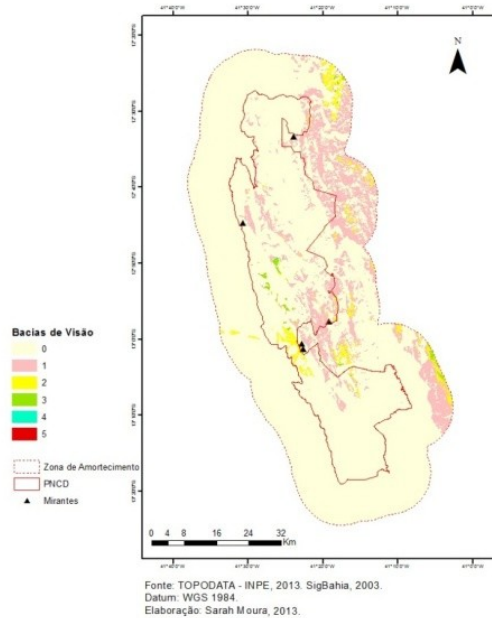 N
Bacias de Visão
0
1
2
3
4
5
Zona de Amortecimento
PNCD
Mirantes
0 4 8 16 24 32
Km
Fonte: TOPODATA - INPE, 2013. SigBahia, 2003.
Datum: WGS 1984.
Elaboração: Sarah Moura, 2013.